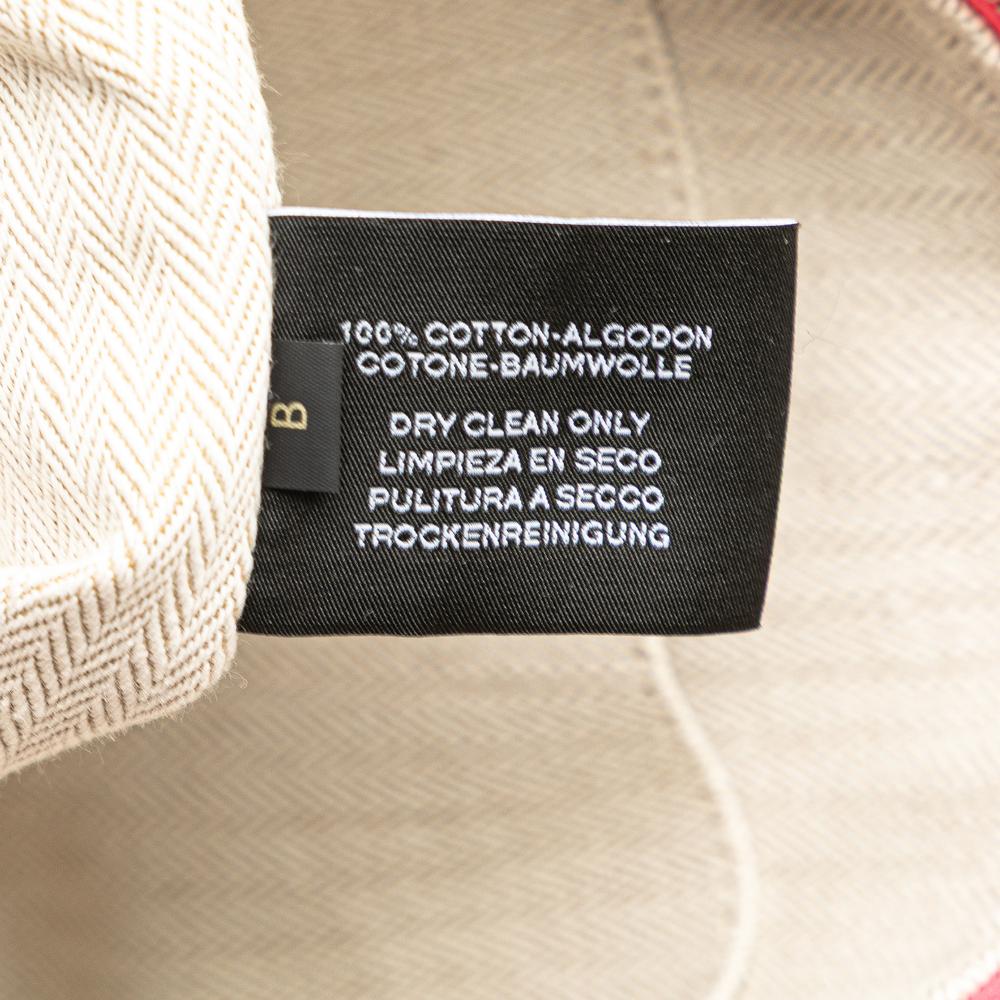 100% COTTON-ALGODON
COTONE-BAUMWOLLE
DRY CLEAN ONLY
LIMPIEZA EN SECO
PULITURA A SECCO
TROCKENREINIGUNG
B